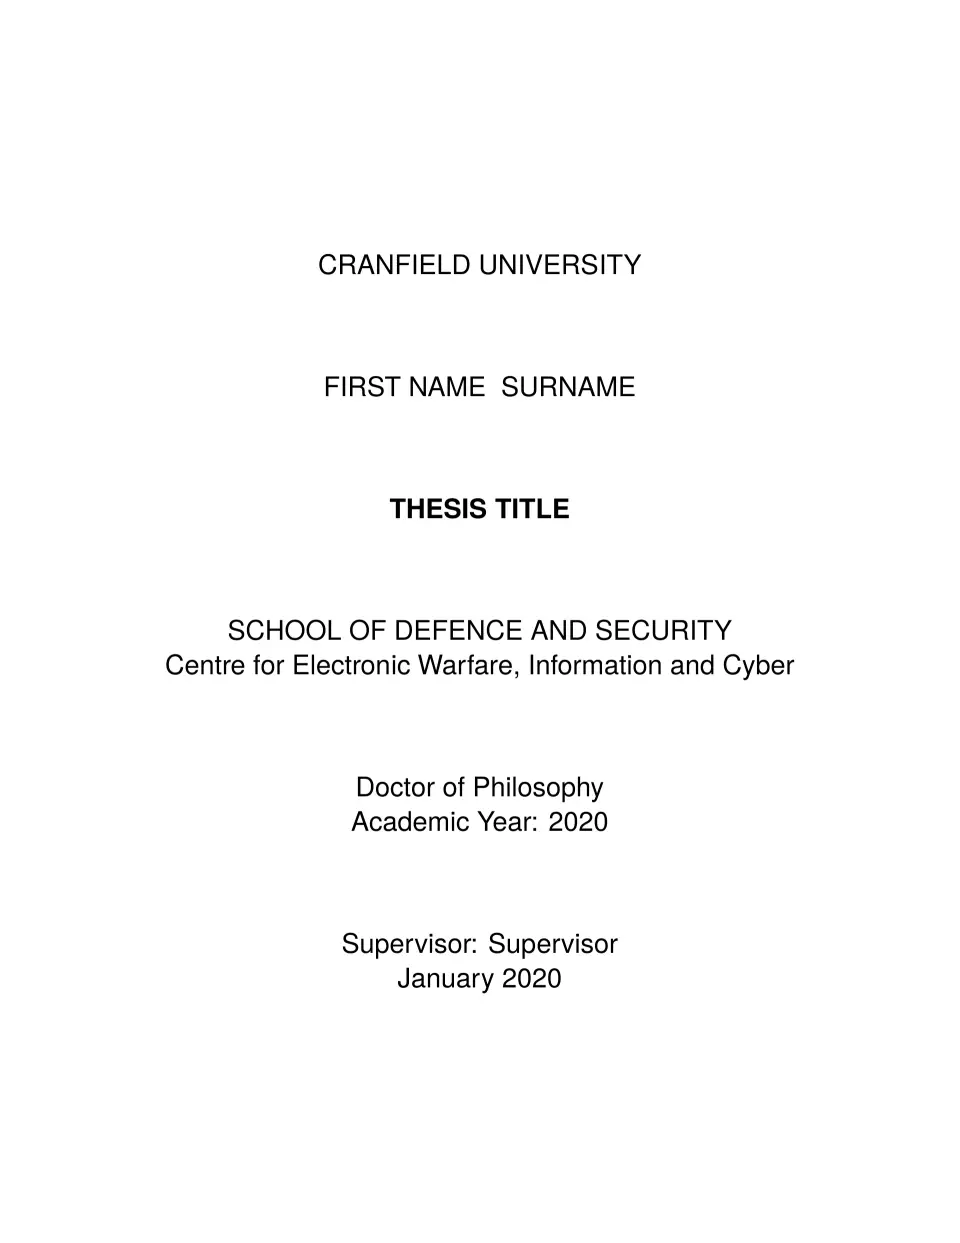 CRANFIELD UNIVERSITY
FIRST NAME SURNAME
THESIS TITLE
SCHOOL OF DEFENCE AND SECURITY
Centre for Electronic Warfare, Information and Cyber
Doctor of Philosophy
Academic Year: 2020
Supervisor: Supervisor
January 2020